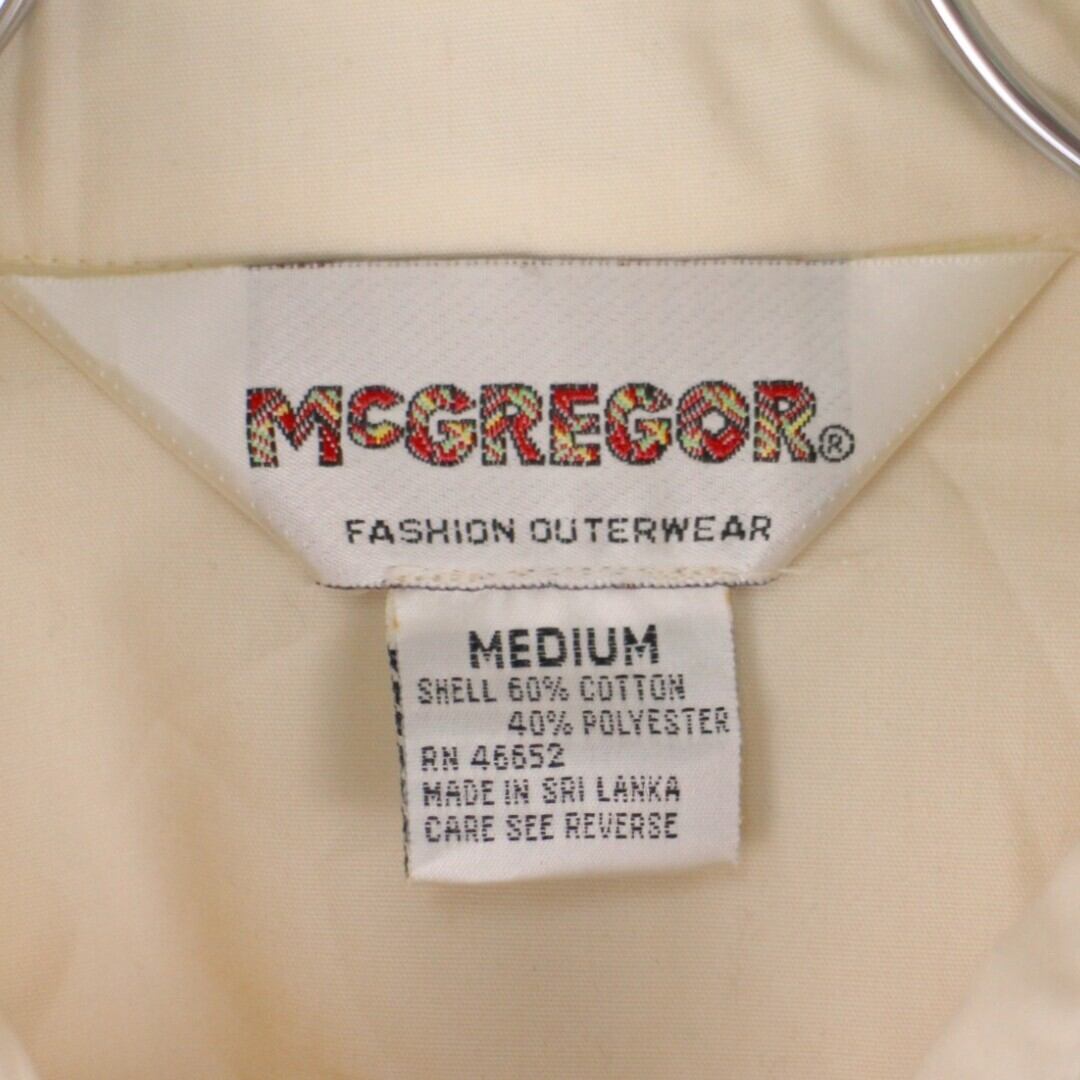 McGREGOR®
FASHION OUTERWEAR
MEDIUM
SHELL 60% COTTON
40% POLYESTER
RN 46652
MADE IN SRI LANKA
CARE SEE REVERSE